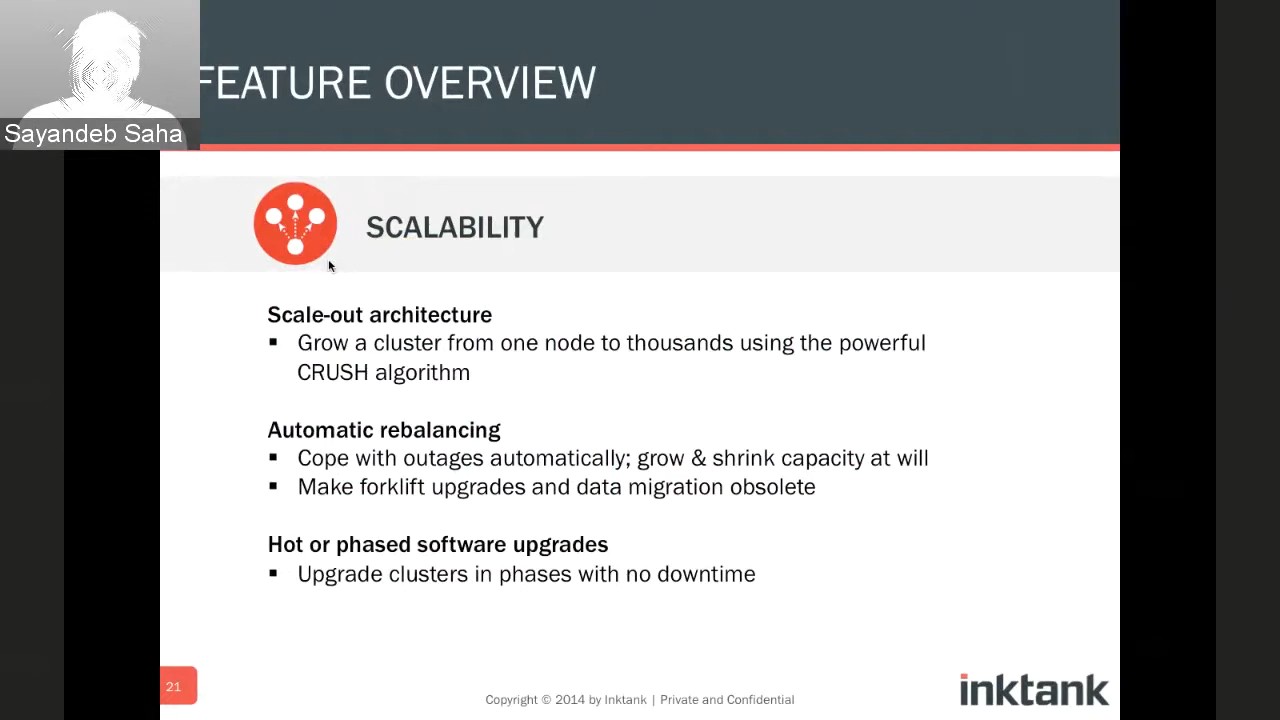 FEATURE OVERVIEW
Sayandeb Saha
SCALABILITY
Scale-out architecture
▪ Grow a cluster from one node to thousands using the powerful
CRUSH algorithm
Automatic rebalancing
▪ Cope with outages automatically; grow & shrink capacity at will
▪ Make forklift upgrades and data migration obsolete
Hot or phased software upgrades
▪ Upgrade clusters in phases with no downtime
21
Copyright © 2014 by Inktank | Private and Confidential
inktank